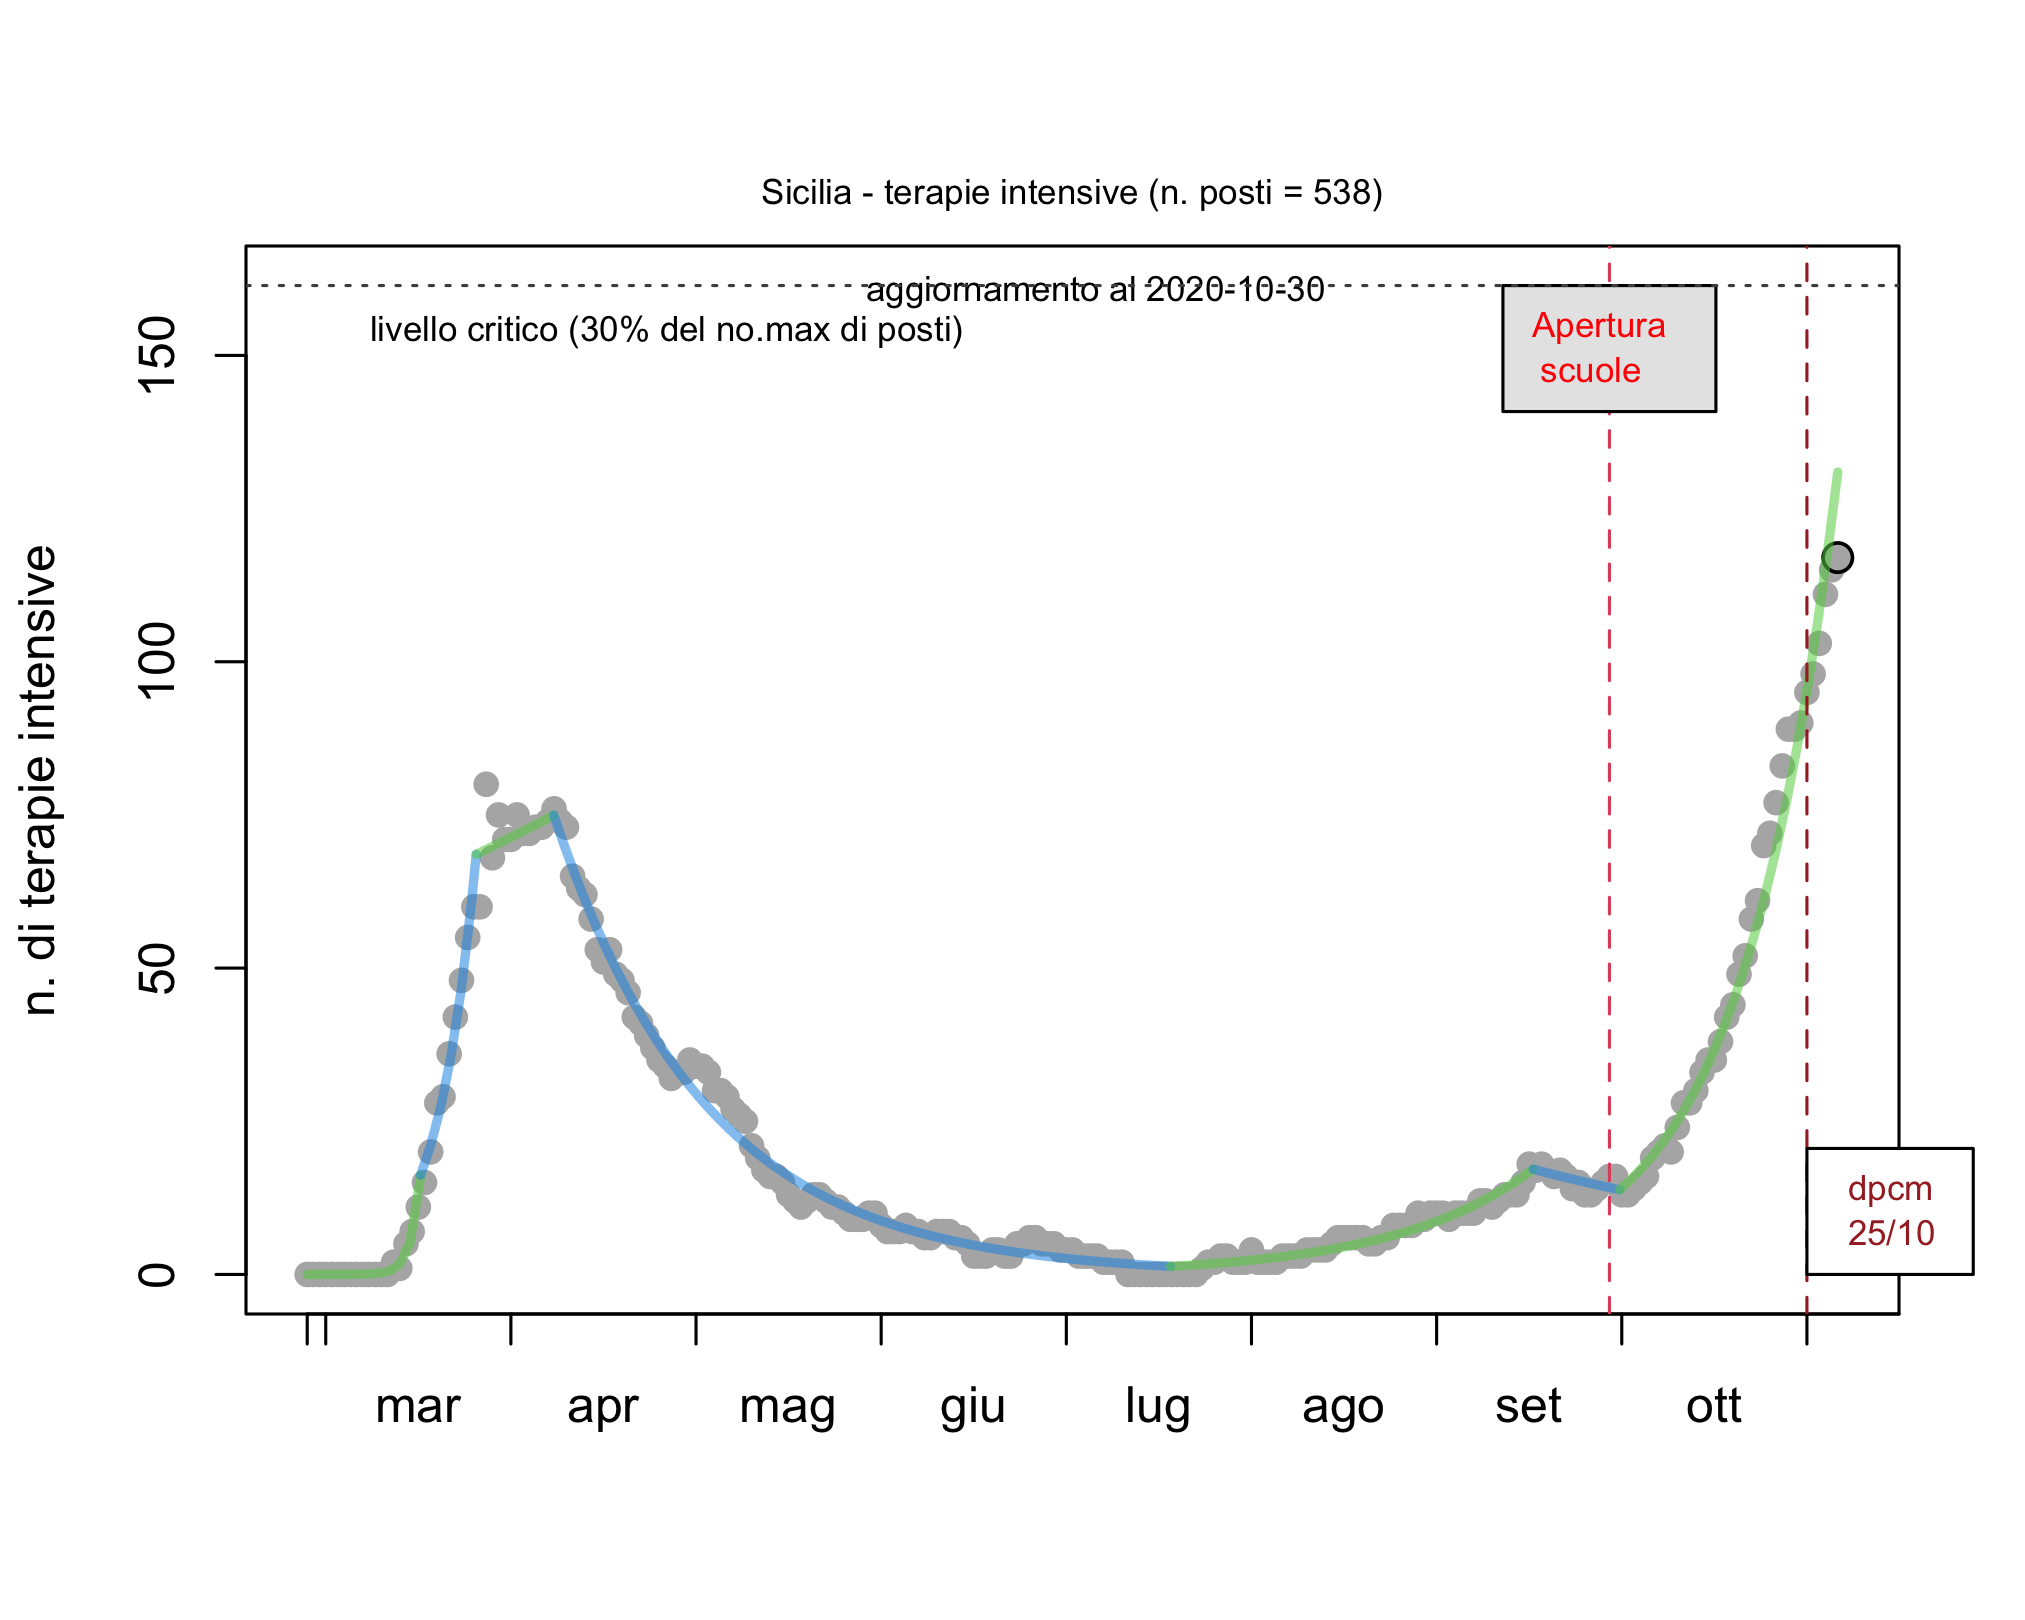 Sicilia - terapie intensive (n. posti = 538)
aggiornamento al 2020-10-30
livello critico (30% del no.max di posti)
Apertura
scuole
n. di terapie intensive
150
100
50
0
dpcm
25/10
mar apr mag giu lug ago set ott